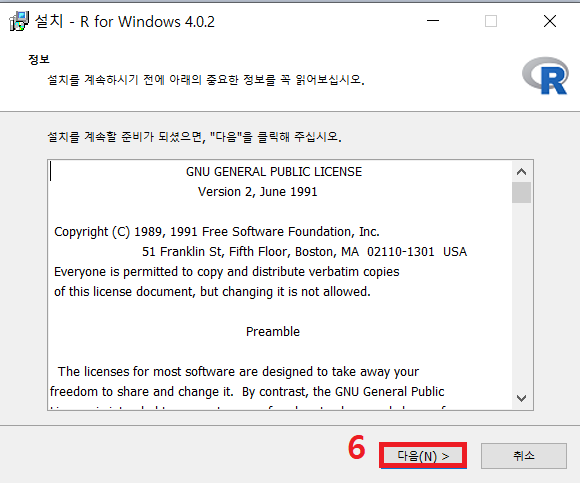 설치 - R for Windows 4.0.2
정보
설치를 계속하시기 전에 아래의 중요한 정보를 꼭 읽어보십시오.
R
설치를 계속할 준비가 되셨으면, "다음"을 클릭해 주십시오.
GNU GENERAL PUBLIC LICENSE
Version 2, June 1991
Copyright (C) 1989, 1991 Free Software Foundation, Inc.
51 Franklin St, Fifth Floor, Boston, MA  02110-1301  USA
Everyone is permitted to copy and distribute verbatim copies
of this license document, but changing it is not allowed.
Preamble
The licenses for most software are designed to take away your
freedom to share and change it.  By contrast, the GNU General Public
6
다음(N) >
취소